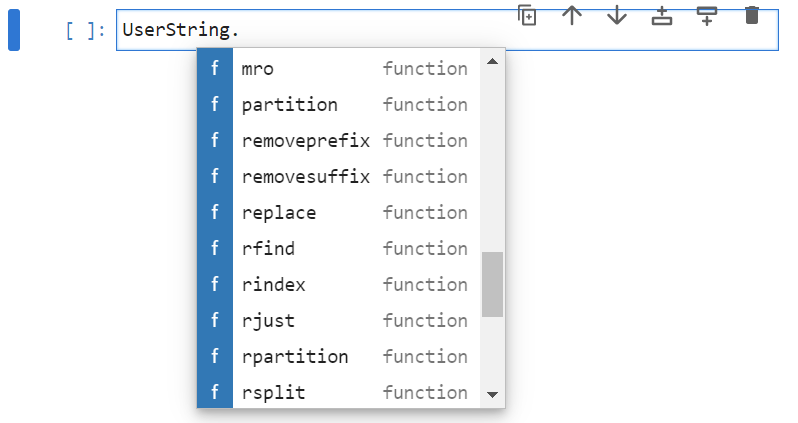 [ ]: UserString.
f mro function
f partition function
f removeprefix function
f removesuffix function
f replace function
f rfind function
f rindex function
f rjust function
f rpartition function
f rsplit function